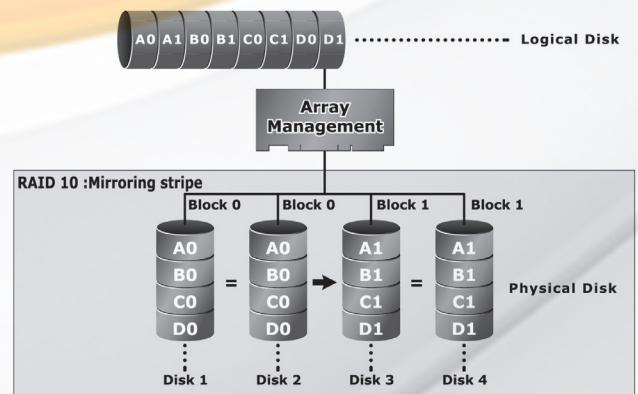 A0 A1 B0 B1 C0 C1 D0 D1
Logical Disk
Array
Management
RAID 10 :Mirroring stripe
Block 0 Block 0 Block 1 Block 1
A0 A0 A1 A1
B0 = B0 B1 = B1
C0 C0 C1 C1
Physical Disk
D0 D0 D1 D1
Disk 1 Disk 2 Disk 3 Disk 4